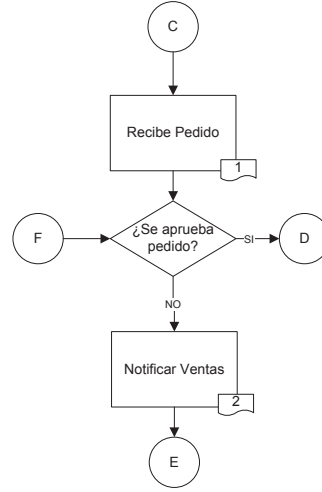 C
Recibe Pedido
1
¿Se aprueba
pedido?
F
SI
D
NO
Notificar Ventas
2
E